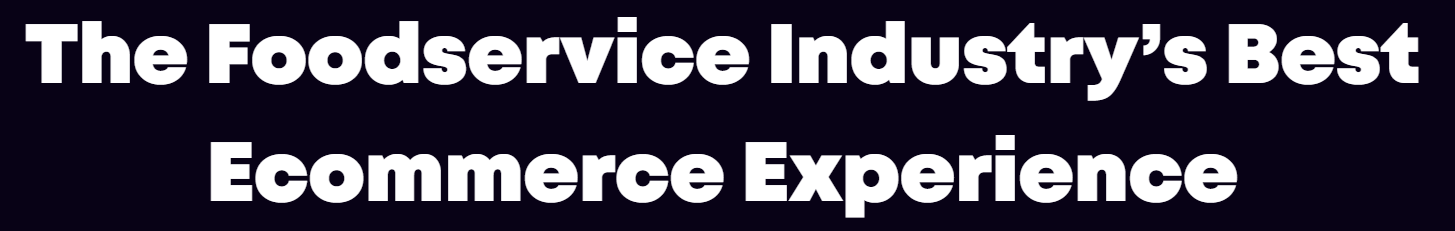 The Foodservice Industry’s Best
Ecommerce Experience